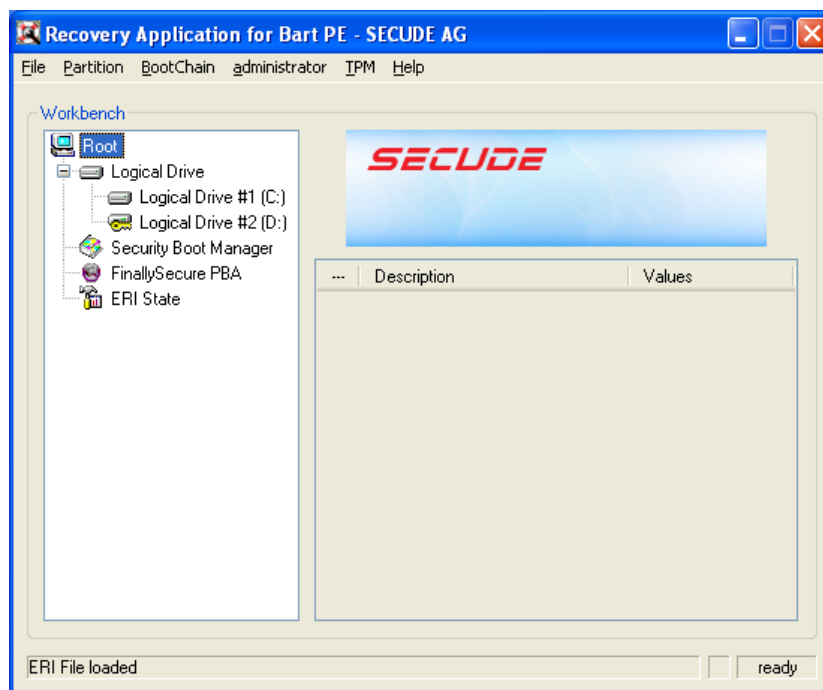 Recovery Application for Bart PE - SECUDE AG
File Partition BootChain administrator TPM Help
Workbench
Root
Logical Drive
Logical Drive #1 (C:)
Logical Drive #2 (D:)
Security Boot Manager
FinallySecure PBA
ERI State
SECUDE
--- Description Values
ERI File loaded ready